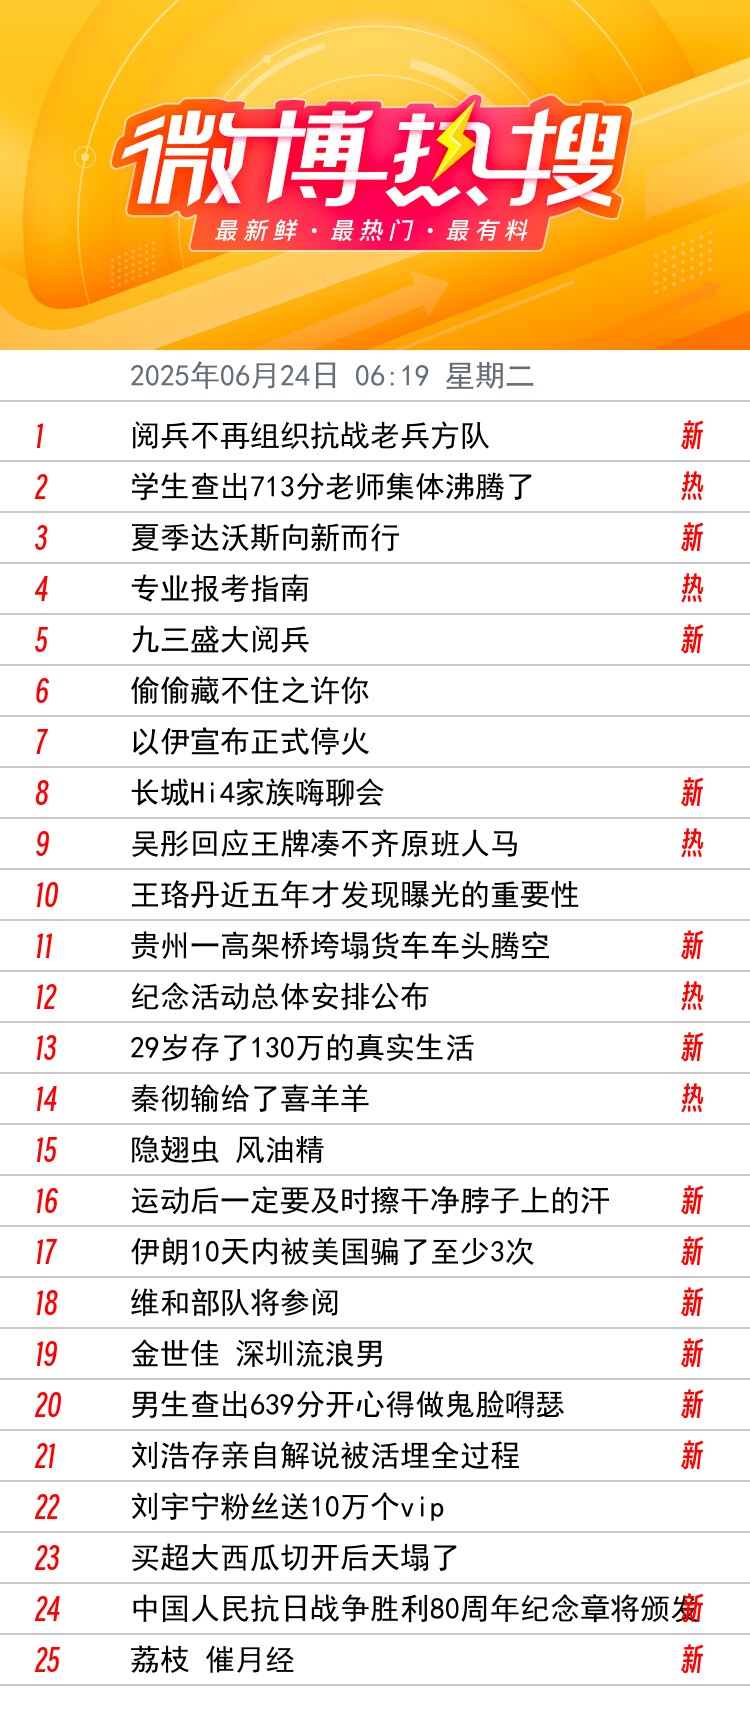 微博热搜
最新鲜·最热门·最有料
2025年06月24日 06:19 星期二
1 阅兵不再组织抗战老兵方队 新
2 学生查出713分老师集体沸腾了 热
3 夏季达沃斯向新而行 新
4 专业报考指南 热
5 九三盛大阅兵 新
6 偷偷藏不住之许你
7 以伊宣布正式停火
8 长城Hi4家族嗨聊会 新
9 吴彤回应王牌凑不齐原班人马 热
10 王珞丹近五年才发现曝光的重要性
11 贵州一高架桥垮塌货车车头腾空 新
12 纪念活动总体安排公布 热
13 29岁存了130万的真实生活 新
14 秦彻输给了喜羊羊 热
15 隐翅虫 风油精
16 运动后一定要及时擦干净脖子上的汗 新
17 伊朗10天内被美国骗了至少3次 新
18 维和部队将参阅 新
19 金世佳 深圳流浪男 新
20 男生查出639分开心得做鬼脸嘚瑟 新
21 刘浩存亲自解说被活埋全过程 新
22 刘宇宁粉丝送10万个vip
23 买超大西瓜切开后天塌了
24 中国人民抗日战争胜利80周年纪念章将颁发 新
25 荔枝 催月经 新